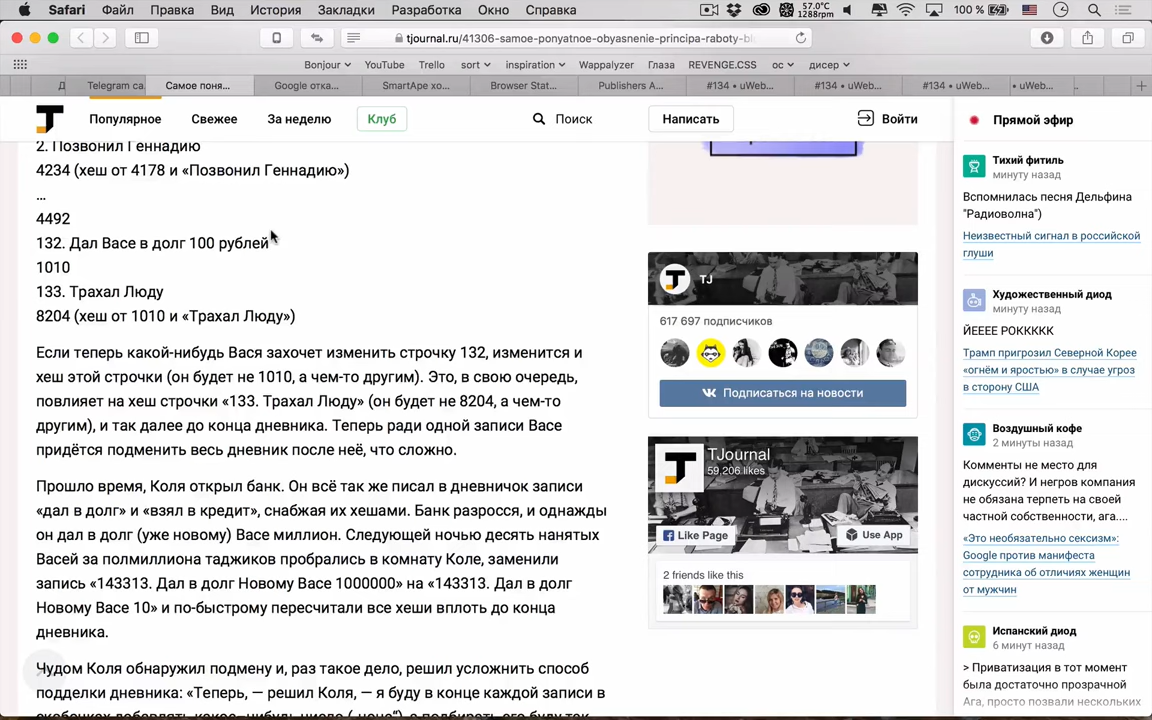 Safari Файл Правка Вид История Закладки Разработка Окно Справка 57.0°C 1288rpm 100 %
tjournal.ru/41306-samoe-ponyatnoe-obyasnenie-principa-raboty-bl
Bonjour YouTube Trello sort inspiration Wappalyzer Глаза REVENGE.CSS ос дисер
Д Telegram са Самое поня... Google отка... SmartApe хо... Browser Stat... Publishers A... #134 • uWeb... #134 • uWeb... #134 • uWeb... • uWeb...
Популярное Свежее За неделю Клуб Поиск Написать Войти
2. Позвонил Геннадию
4234 (хеш от 4178 и «Позвонил Геннадию»)
...
4492
132. Дал Васе в долг 100 рублей
1010
133. Трахал Люду
8204 (хеш от 1010 и «Трахал Люду»)
Если теперь какой-нибудь Вася захочет изменить строчку 132, изменится и
хеш этой строчки (он будет не 1010, а чем-то другим). Это, в свою очередь,
повлияет на хеш строчки «133. Трахал Люду» (он будет не 8204, а чем-то
другим), и так далее до конца дневника. Теперь ради одной записи Васе
придётся подменить весь дневник после неё, что сложно.
Прошло время, Коля открыл банк. Он всё так же писал в дневничок записи
«дал в долг» и «взял в кредит», снабжая их хешами. Банк разросся, и однажды
он дал в долг (уже новому) Васе миллион. Следующей ночью десять нанятых
Васей за полмиллиона таджиков пробрались в комнату Коле, заменили
запись «143313. Дал в долг Новому Васе 1000000» на «143313. Дал в долг
Новому Васе 10» и по-быстрому пересчитали все хеши вплоть до конца
дневника.
Чудом Коля обнаружил подмену и, раз такое дело, решил усложнить способ
подделки дневника: «Теперь, — решил Коля, — я буду в конце каждой записи в
скобочках добавлять какое-нибудь число („nonce“), а подбирать его буду так,
TJ
617 697 подписчиков
Подписаться на новости
TJournal
59,206 likes
Like Page Use App
2 friends like this
Прямой эфир
Тихий фитиль
минуту назад
Вспомнилась песня Дельфина
"Радиоволна")
Неизвестный сигнал в российской
глуши
Художественный диод
минуту назад
ЙЕЕЕЕ РОККККК
Трамп пригрозил Северной Корее
«огнём и яростью» в случае угроз
в сторону США
Воздушный кофе
2 минуты назад
Комменты не место для
дискуссий? И негров компания
не обязана терпеть на своей
частной собственности, ага....
«Это необязательно сексизм»:
Google против манифеста
сотрудника об отличиях женщин
от мужчин
Испанский диод
6 минут назад
> Приватизация в тот момент
была достаточно прозрачной
Ага, просто позвали нескольких